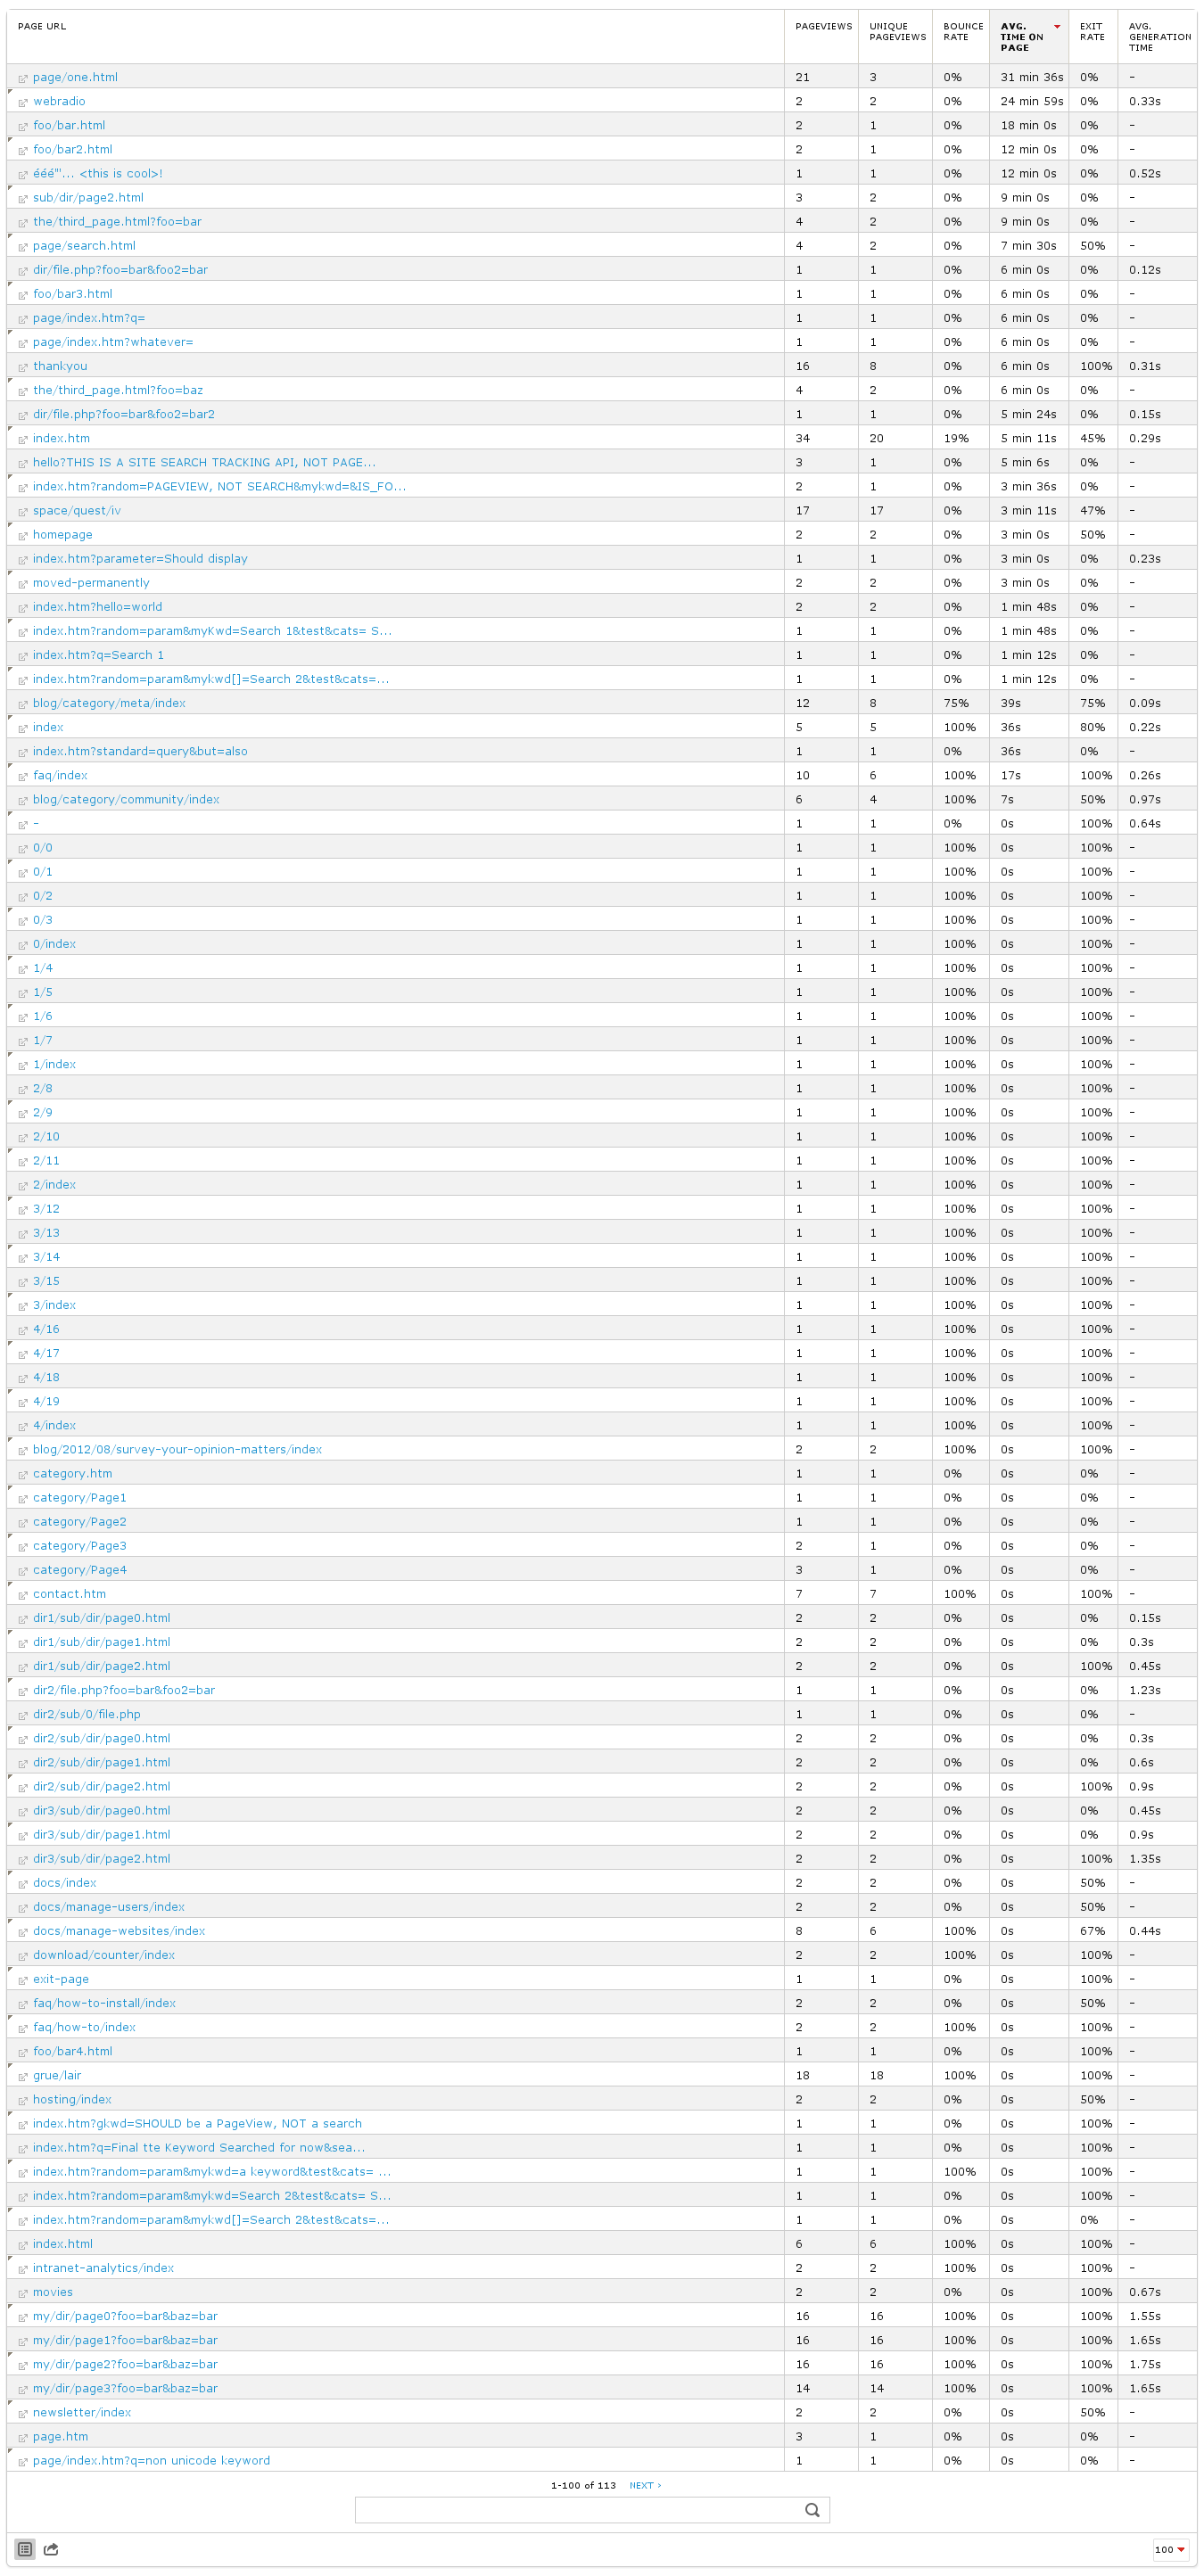 PAGE URL PAGEVIEWS UNIQUE PAGEVIEWS BOUNCE RATE AVG. TIME ON PAGE EXIT RATE AVG. GENERATION TIME
page/one.html 21 3 0% 31 min 36s 0% -
webradio 2 2 0% 24 min 59s 0% 0.33s
foo/bar.html 2 1 0% 18 min 0s 0% -
foo/bar2.html 2 1 0% 12 min 0s 0% -
ééé"'... <this is cool>! 1 1 0% 12 min 0s 0% 0.52s
sub/dir/page2.html 3 2 0% 9 min 0s 0% -
the/third_page.html?foo=bar 4 2 0% 9 min 0s 0% -
page/search.html 4 2 0% 7 min 30s 50% -
dir/file.php?foo=bar&foo2=bar 1 1 0% 6 min 0s 0% 0.12s
foo/bar3.html 1 1 0% 6 min 0s 0% -
page/index.htm?q= 1 1 0% 6 min 0s 0% -
page/index.htm?whatever= 1 1 0% 6 min 0s 0% -
thankyou 16 8 0% 6 min 0s 100% 0.31s
the/third_page.html?foo=baz 4 2 0% 6 min 0s 0% -
dir/file.php?foo=bar&foo2=bar2 1 1 0% 5 min 24s 0% 0.15s
index.htm 34 20 19% 5 min 11s 45% 0.29s
hello?THIS IS A SITE SEARCH TRACKING API, NOT PAGE... 3 1 0% 5 min 6s 0% -
index.htm?random=PAGEVIEW, NOT SEARCH&mykwd=&IS_FO... 2 1 0% 3 min 36s 0% -
space/quest/iv 17 17 0% 3 min 11s 47% -
homepage 2 2 0% 3 min 0s 50% -
index.htm?parameter=Should display 1 1 0% 3 min 0s 0% 0.23s
moved-permanently 2 2 0% 3 min 0s 0% -
index.htm?hello=world 2 2 0% 1 min 48s 0% -
index.htm?random=param&myKwd=Search 1&test&cats= S... 1 1 0% 1 min 48s 0% -
index.htm?q=Search 1 1 1 0% 1 min 12s 0% -
index.htm?random=param&mykwd[]=Search 2&test&cats=... 1 1 0% 1 min 12s 0% -
blog/category/meta/index 12 8 75% 39s 75% 0.09s
index 5 5 100% 36s 80% 0.22s
index.htm?standard=query&but=also 1 1 0% 36s 0% -
faq/index 10 6 100% 17s 100% 0.26s
blog/category/community/index 6 4 100% 7s 50% 0.97s
- 1 1 0% 0s 100% 0.64s
0/0 1 1 100% 0s 100% -
0/1 1 1 100% 0s 100% -
0/2 1 1 100% 0s 100% -
0/3 1 1 100% 0s 100% -
0/index 1 1 100% 0s 100% -
1/4 1 1 100% 0s 100% -
1/5 1 1 100% 0s 100% -
1/6 1 1 100% 0s 100% -
1/7 1 1 100% 0s 100% -
1/index 1 1 100% 0s 100% -
2/8 1 1 100% 0s 100% -
2/9 1 1 100% 0s 100% -
2/10 1 1 100% 0s 100% -
2/11 1 1 100% 0s 100% -
2/index 1 1 100% 0s 100% -
3/12 1 1 100% 0s 100% -
3/13 1 1 100% 0s 100% -
3/14 1 1 100% 0s 100% -
3/15 1 1 100% 0s 100% -
3/index 1 1 100% 0s 100% -
4/16 1 1 100% 0s 100% -
4/17 1 1 100% 0s 100% -
4/18 1 1 100% 0s 100% -
4/19 1 1 100% 0s 100% -
4/index 1 1 100% 0s 100% -
blog/2012/08/survey-your-opinion-matters/index 2 2 100% 0s 100% -
category.htm 1 1 0% 0s 0% -
category/Page1 1 1 0% 0s 0% -
category/Page2 1 1 0% 0s 0% -
category/Page3 2 1 0% 0s 0% -
category/Page4 3 1 0% 0s 0% -
contact.htm 7 7 100% 0s 100% -
dir1/sub/dir/page0.html 2 2 0% 0s 0% 0.15s
dir1/sub/dir/page1.html 2 2 0% 0s 0% 0.3s
dir1/sub/dir/page2.html 2 2 0% 0s 100% 0.45s
dir2/file.php?foo=bar&foo2=bar 1 1 0% 0s 0% 1.23s
dir2/sub/0/file.php 1 1 0% 0s 0% -
dir2/sub/dir/page0.html 2 2 0% 0s 0% 0.3s
dir2/sub/dir/page1.html 2 2 0% 0s 0% 0.6s
dir2/sub/dir/page2.html 2 2 0% 0s 100% 0.9s
dir3/sub/dir/page0.html 2 2 0% 0s 0% 0.45s
dir3/sub/dir/page1.html 2 2 0% 0s 0% 0.9s
dir3/sub/dir/page2.html 2 2 0% 0s 100% 1.35s
docs/index 2 2 0% 0s 50% -
docs/manage-users/index 2 2 0% 0s 50% -
docs/manage-websites/index 8 6 100% 0s 67% 0.44s
download/counter/index 2 2 100% 0s 100% -
exit-page 1 1 0% 0s 100% -
faq/how-to-install/index 2 2 0% 0s 50% -
faq/how-to/index 2 2 100% 0s 100% -
foo/bar4.html 1 1 0% 0s 100% -
grue/lair 18 18 100% 0s 100% -
hosting/index 2 2 0% 0s 50% -
index.htm?gkwd=SHOULD be a PageView, NOT a search 1 1 0% 0s 100% -
index.htm?q=Final tte Keyword Searched for now&sea... 1 1 0% 0s 100% -
index.htm?random=param&mykwd=a keyword&test&cats= ... 1 1 100% 0s 100% -
index.htm?random=param&mykwd=Search 2&test&cats= S... 1 1 0% 0s 100% -
index.htm?random=param&mykwd[]=Search 2&test&cats=... 1 1 0% 0s 0% -
index.html 6 6 100% 0s 100% -
intranet-analytics/index 2 2 100% 0s 100% -
movies 2 2 0% 0s 100% 0.67s
my/dir/page0?foo=bar&baz=bar 16 16 100% 0s 100% 1.55s
my/dir/page1?foo=bar&baz=bar 16 16 100% 0s 100% 1.65s
my/dir/page2?foo=bar&baz=bar 16 16 100% 0s 100% 1.75s
my/dir/page3?foo=bar&baz=bar 14 14 100% 0s 100% 1.65s
newsletter/index 2 2 0% 0s 50% -
page.htm 3 1 0% 0s 0% -
page/index.htm?q=non unicode keyword 1 1 0% 0s 0% -
1-100 of 113 NEXT ›
100